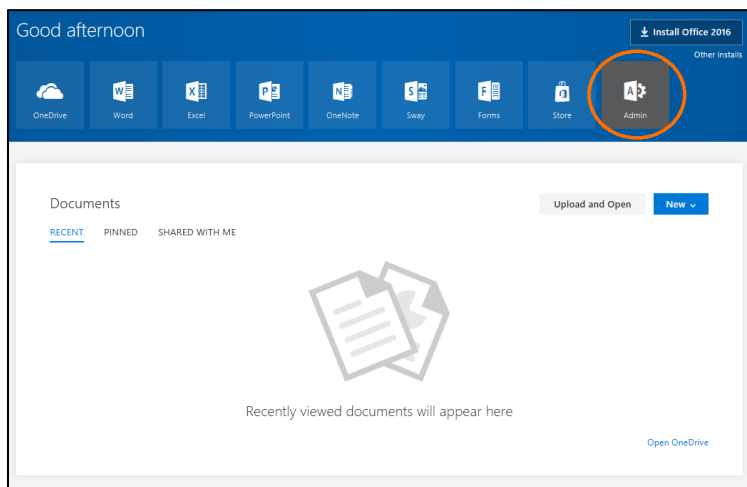 Good afternoon
Install Office 2016
Other installs
OneDrive
Word
Excel
PowerPoint
OneNote
Sway
Forms
Store
Admin
Documents
Upload and Open
New
RECENT PINNED SHARED WITH ME
Recently viewed documents will appear here
Open OneDrive